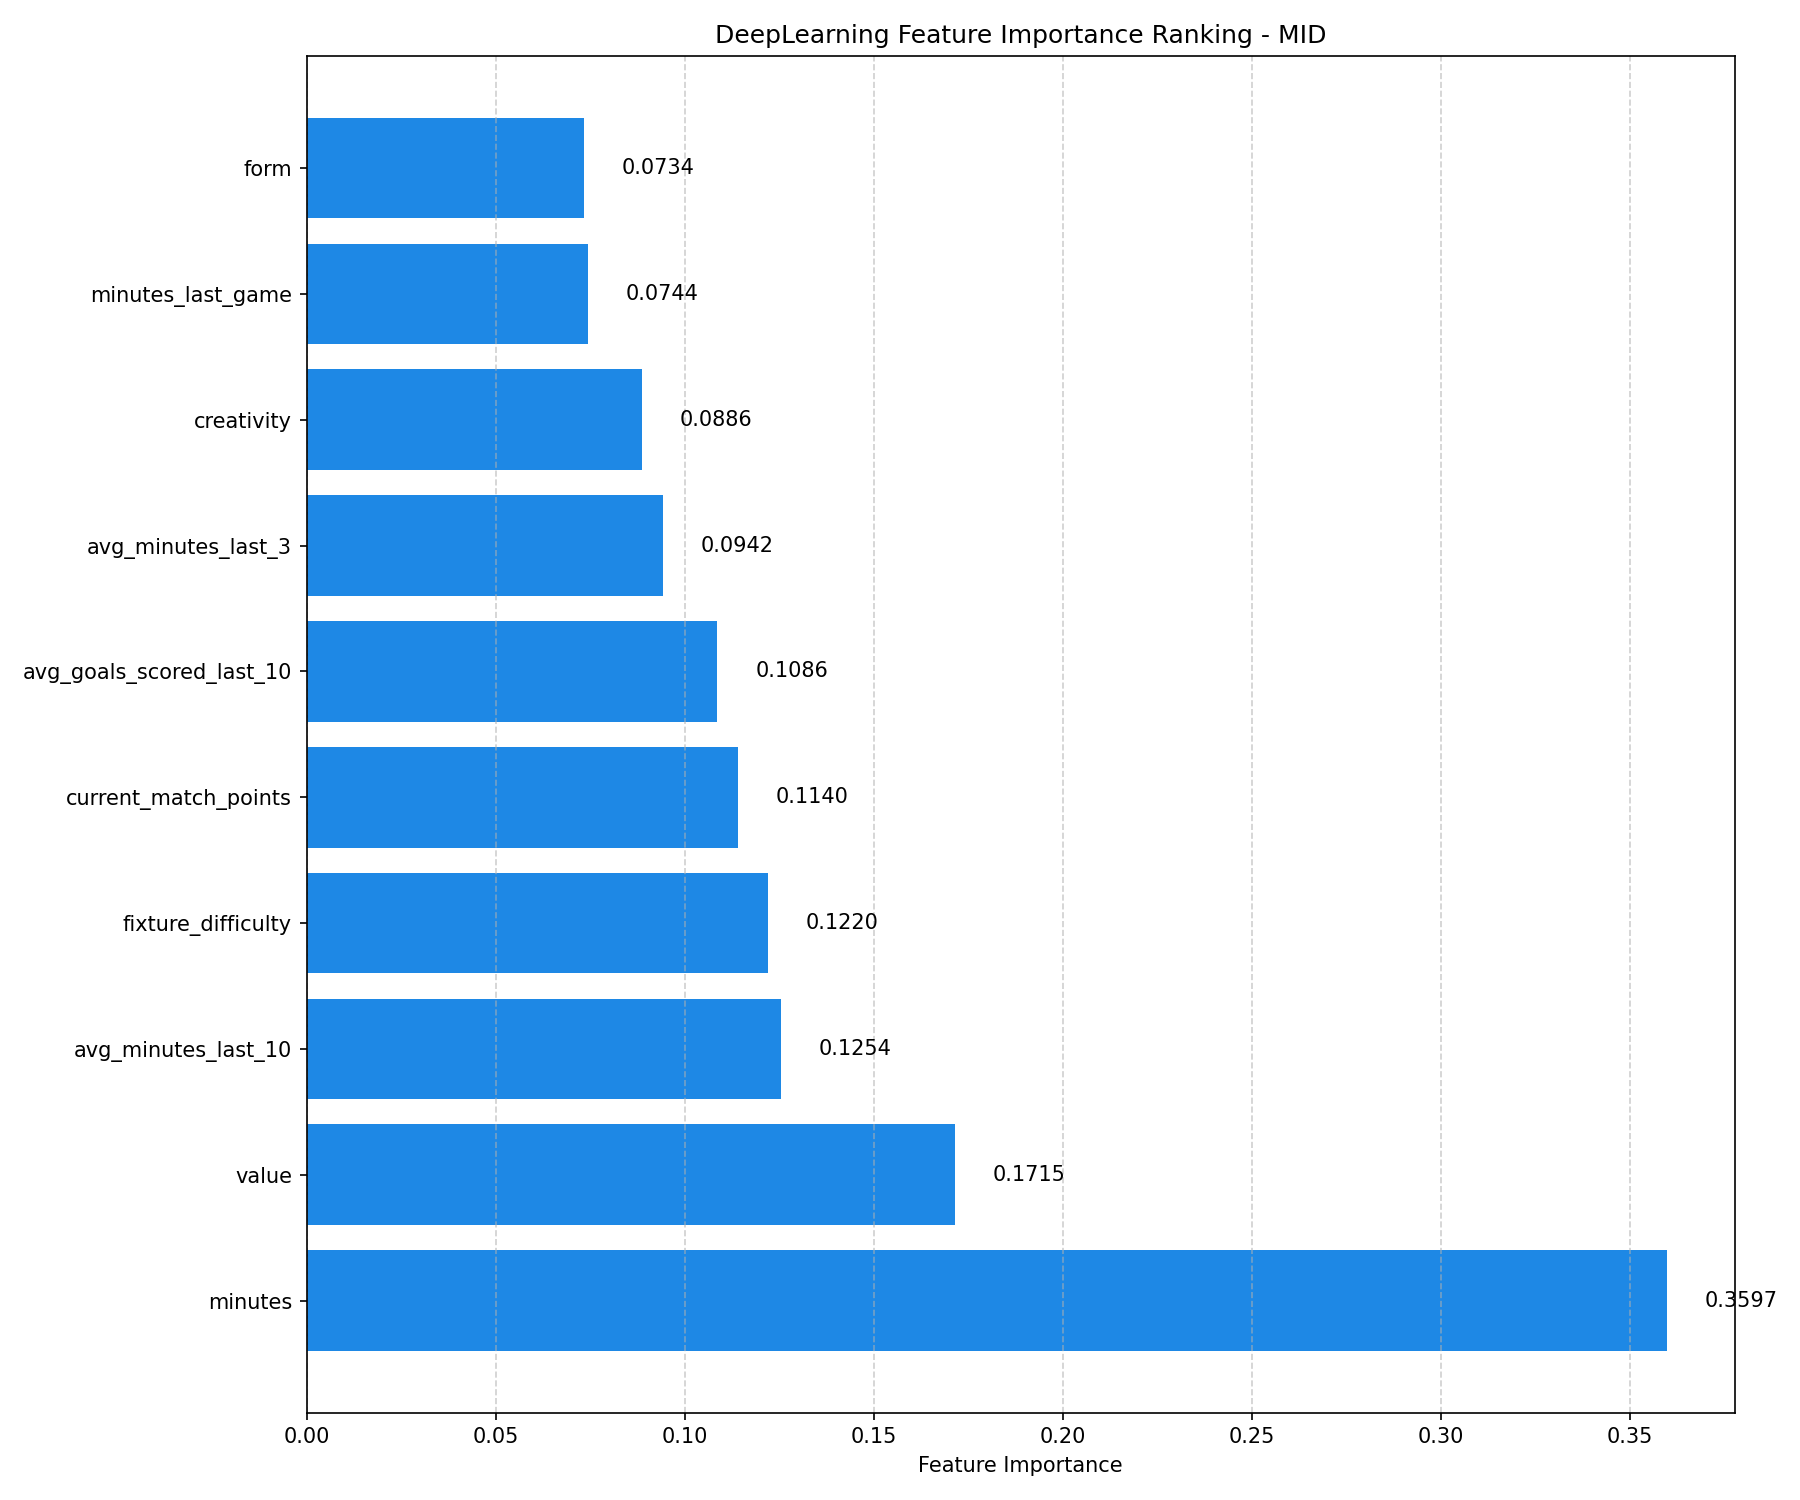 DeepLearning Feature Importance Ranking - MID
form 0.0734
minutes_last_game 0.0744
creativity 0.0886
avg_minutes_last_3 0.0942
avg_goals_scored_last_10 0.1086
current_match_points 0.1140
fixture_difficulty 0.1220
avg_minutes_last_10 0.1254
value 0.1715
minutes 0.3597
0.00 0.05 0.10 0.15 0.20 0.25 0.30 0.35
Feature Importance